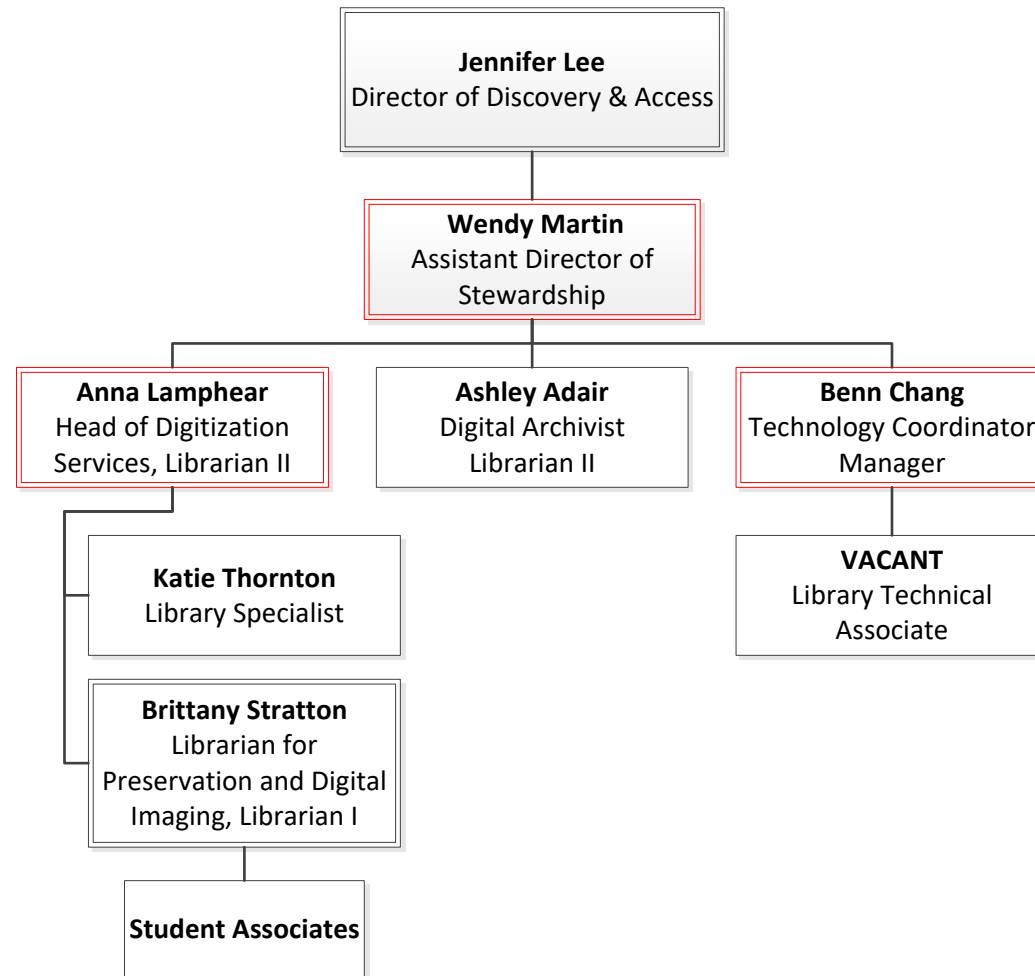 Jennifer Lee
Director of Discovery & Access
Wendy Martin
Assistant Director of
Stewardship
Anna Lamphear
Head of Digitization
Services, Librarian II
Ashley Adair
Digital Archivist
Librarian II
Benn Chang
Technology Coordinator
Manager
Katie Thornton
Library Specialist
VACANT
Library Technical
Associate
Brittany Stratton
Librarian for
Preservation and Digital
Imaging, Librarian I
Student Associates